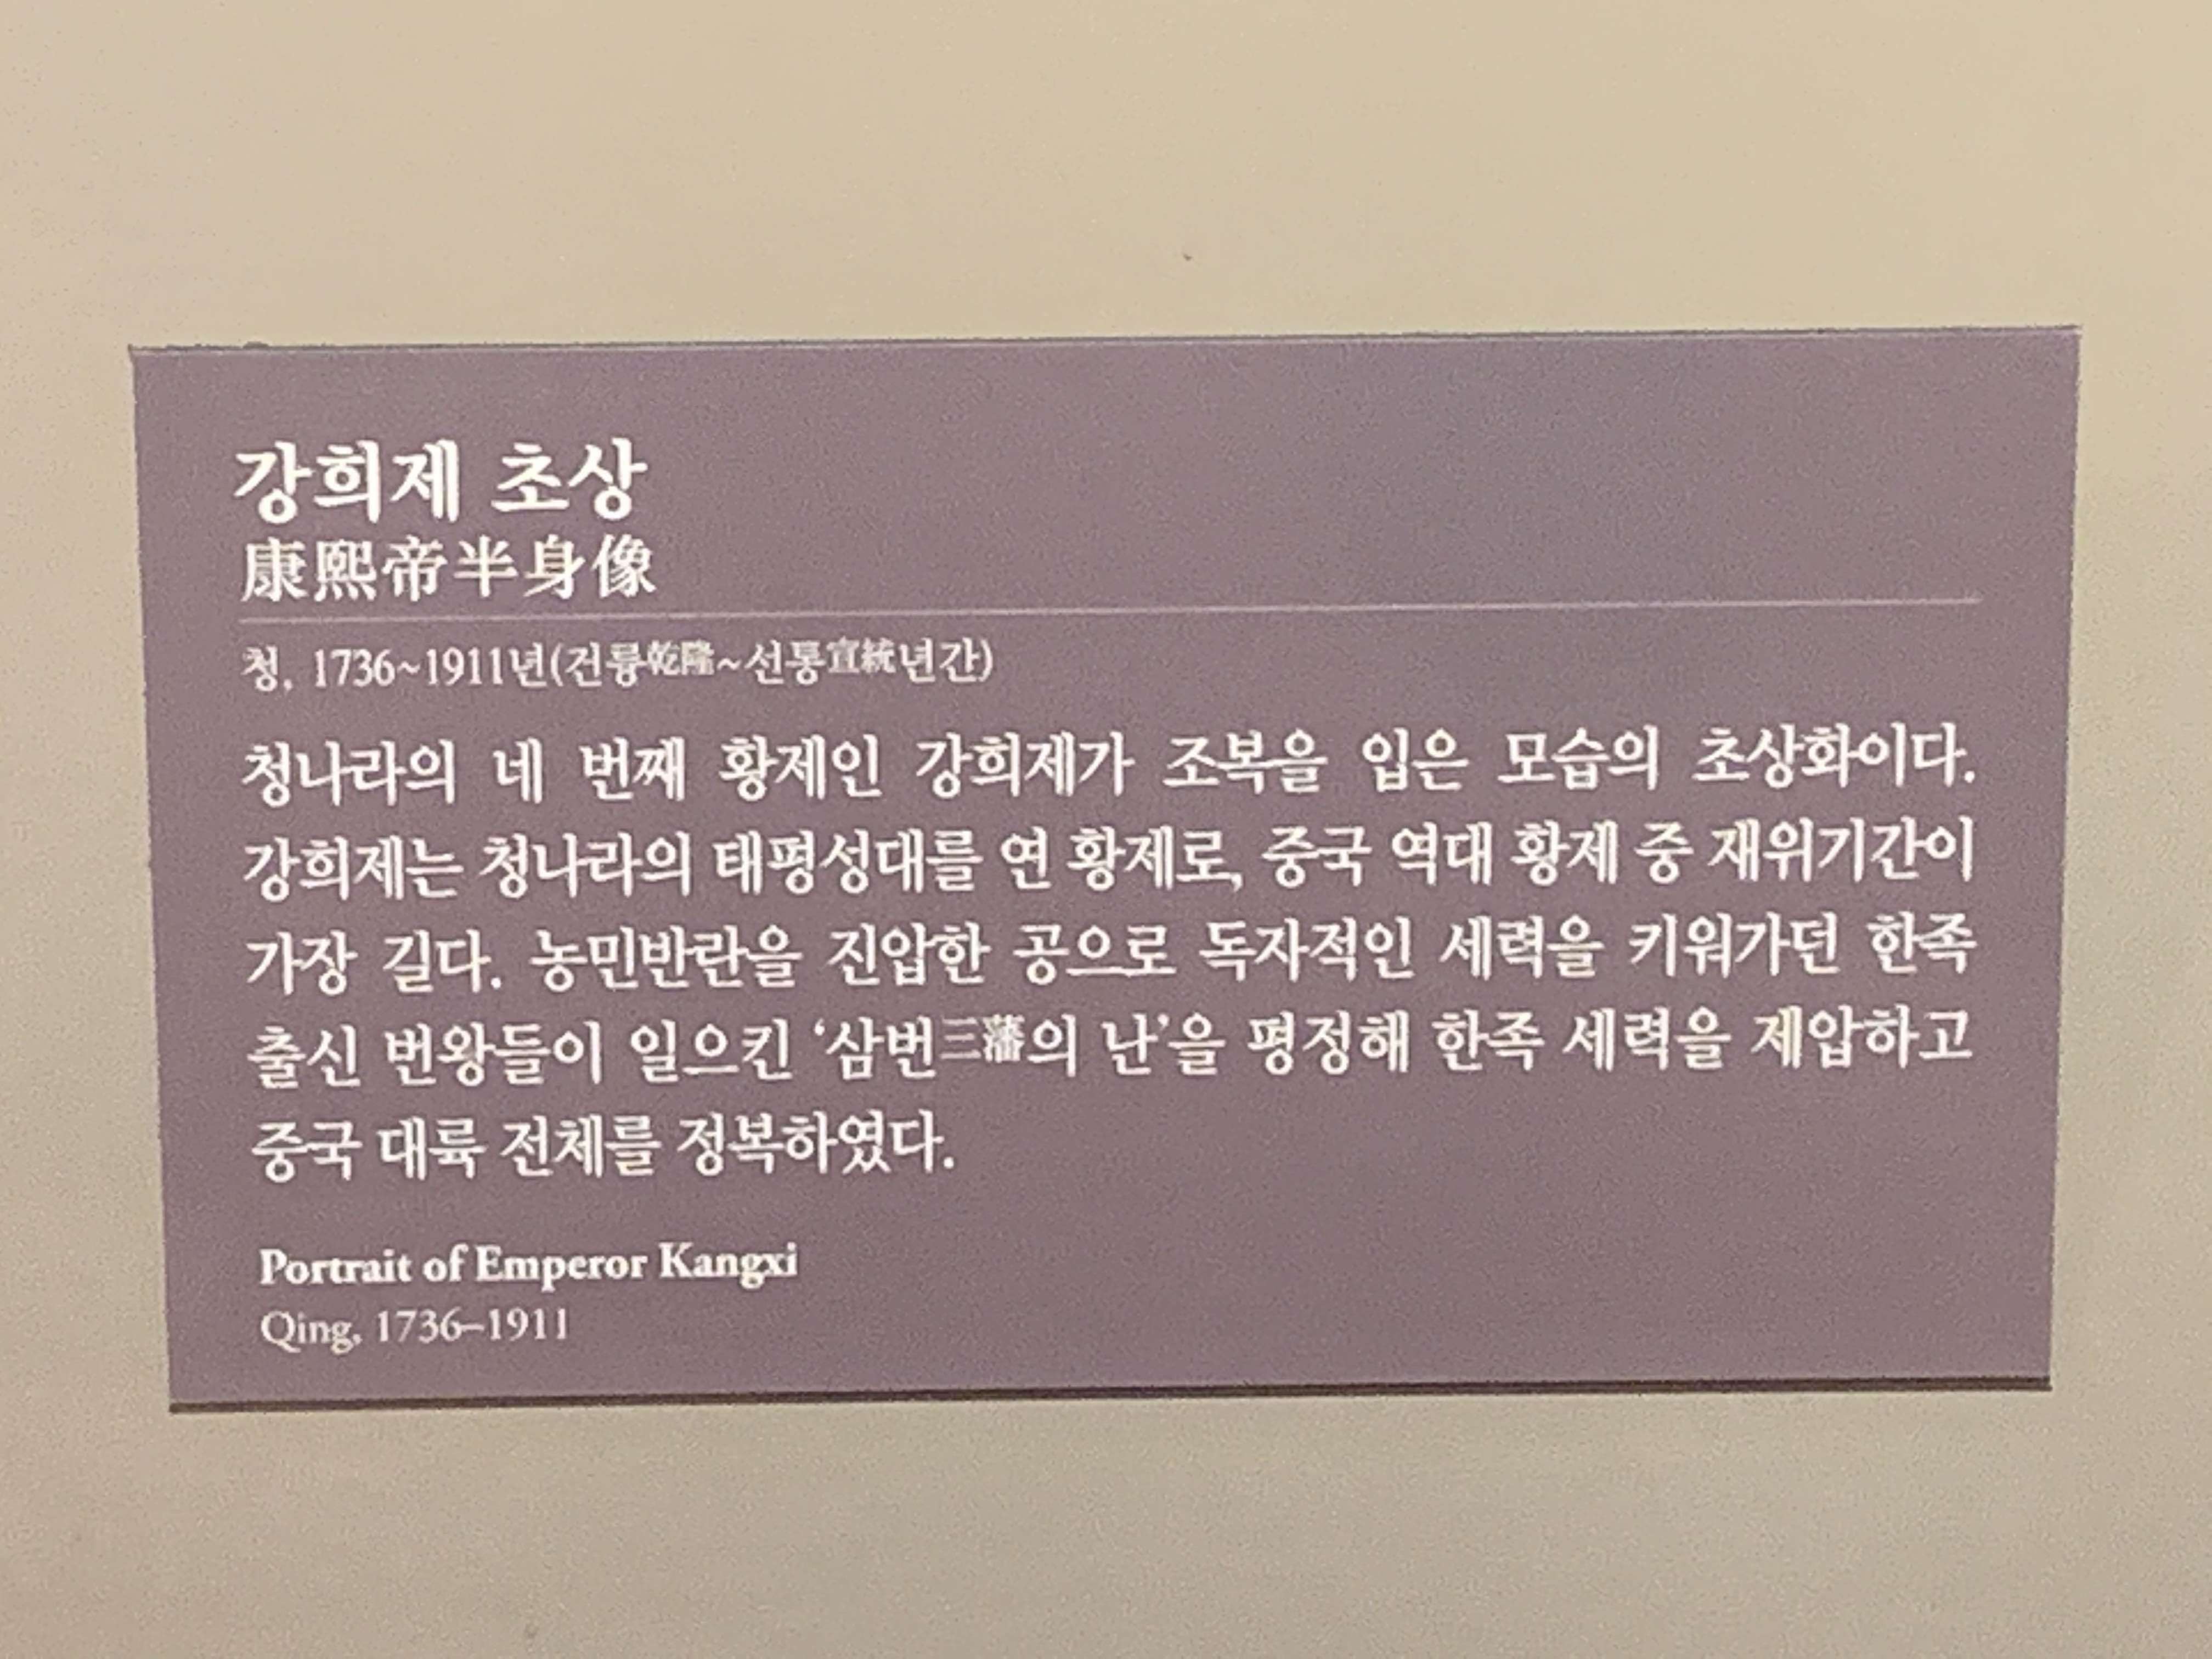 강희제 초상
康熙帝半身像
청, 1736~1911년(건륭乾隆~선통宣統년간)
청나라의 네 번째 황제인 강희제가 조복을 입은 모습의 초상화이다.
강희제는 청나라의 태평성대를 연 황제로, 중국 역대 황제 중 재위기간이
가장 길다. 농민반란을 진압한 공으로 독자적인 세력을 키워가던 한족
출신 번왕들이 일으킨 ‘삼번三藩의 난’을 평정해 한족 세력을 제압하고
중국 대륙 전체를 정복하였다.
Portrait of Emperor Kangxi
Qing, 1736–1911